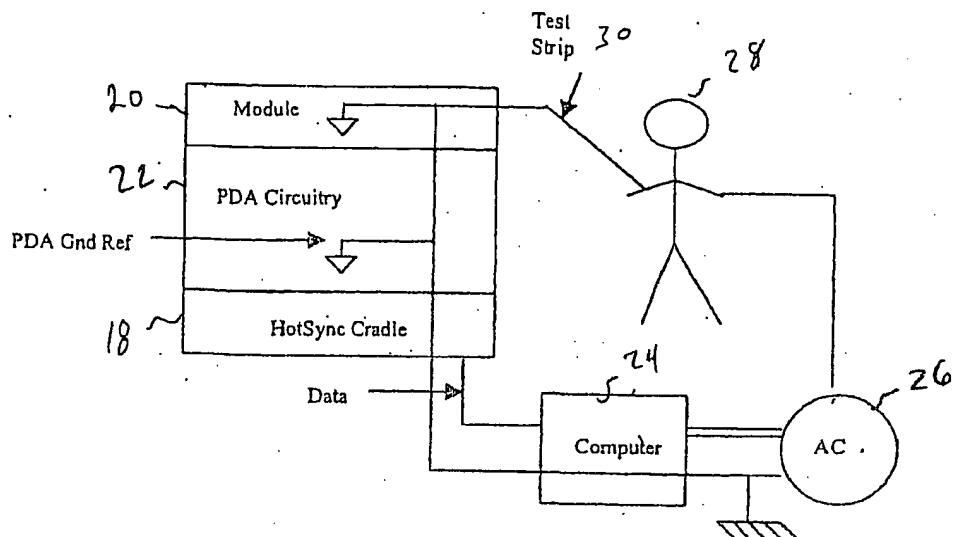 Test
Strip 30
28
20
Module
22
PDA Circuitry
PDA Gnd Ref
18
HotSync Cradle
24
26
Data
Computer
AC